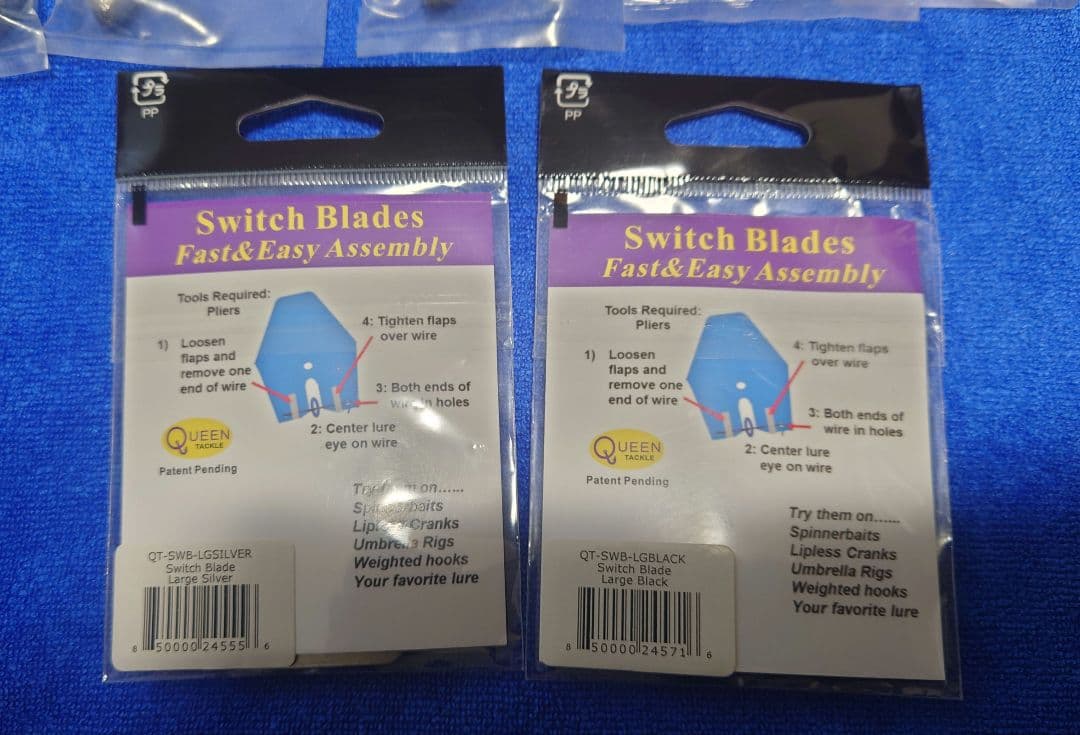 PP
Switch Blades
Fast&Easy Assembly
Tools Required:
Pliers
1) Loosen
flaps and
remove one
end of wire
4: Tighten flaps
over wire
3: Both ends of
in holes
2: Center lure
eye on wire
QUEEN
TACKLE
Patent Pending
on......
Lipless Cranks
Umbrella Rigs
Weighted hooks
Your favorite lure
QT-SWB-LGSILVER
Switch Blade
Large Silver
8 50000 24555 6
PP
Switch Blades
Fast&Easy Assembly
Tools Required:
Pliers
1) Loosen
flaps and
remove one
end of wire
4: Tighten flaps
over wire
3: Both ends of
wire in holes
2: Center lure
eye on wire
QUEEN
TACKLE
Patent Pending
Try them on......
Spinnerbaits
Lipless Cranks
Umbrella Rigs
Weighted hooks
Your favorite lure
QT-SWB-LGBLACK
Switch Blade
Large Black
8 50000 24571 6